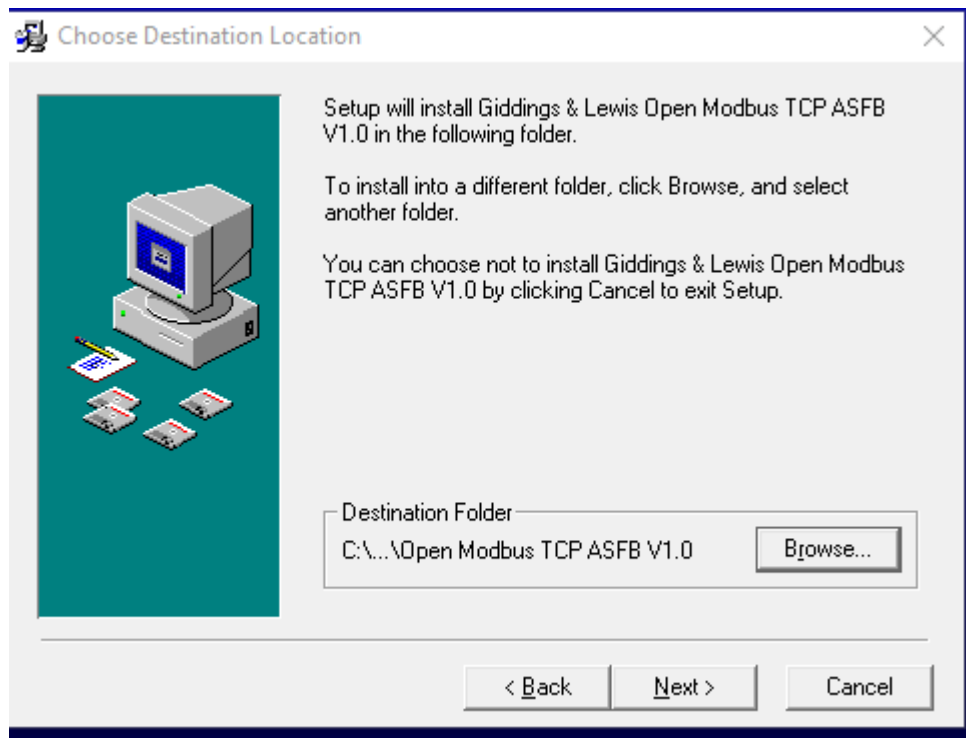 Choose Destination Location
Setup will install Giddings & Lewis Open Modbus TCP ASFB
V1.0 in the following folder.
To install into a different folder, click Browse, and select
another folder.
You can choose not to install Giddings & Lewis Open Modbus
TCP ASFB V1.0 by clicking Cancel to exit Setup.
Destination Folder
C:\...\Open Modbus TCP ASFB V1.0
Browse...
< Back
Next >
Cancel